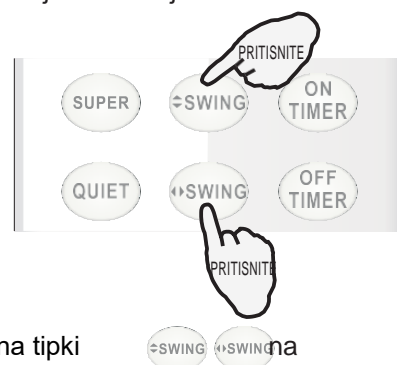 PRITISNITE
SUPER
SWING
ON
TIMER
QUIET
SWING
OFF
TIMER
PRITISNITE
na tipki SWING SWING na